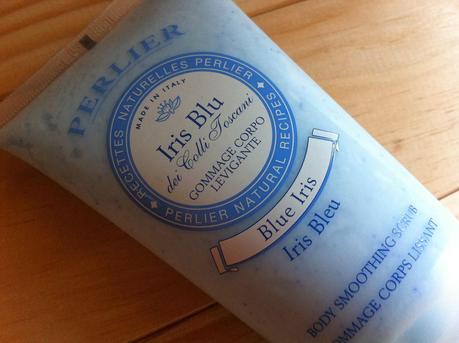 PERLIER
RECETTES NATURELLES PERLIER
MADE IN ITALY
Iris Blu
dei Colli Toscani
GOMMAGE CORPO
LEVIGANTE
PERLIER NATURAL RECIPES
Blue Iris
Iris Bleu
BODY SMOOTHING SCRUB
GOMMAGE CORPS LISSANT